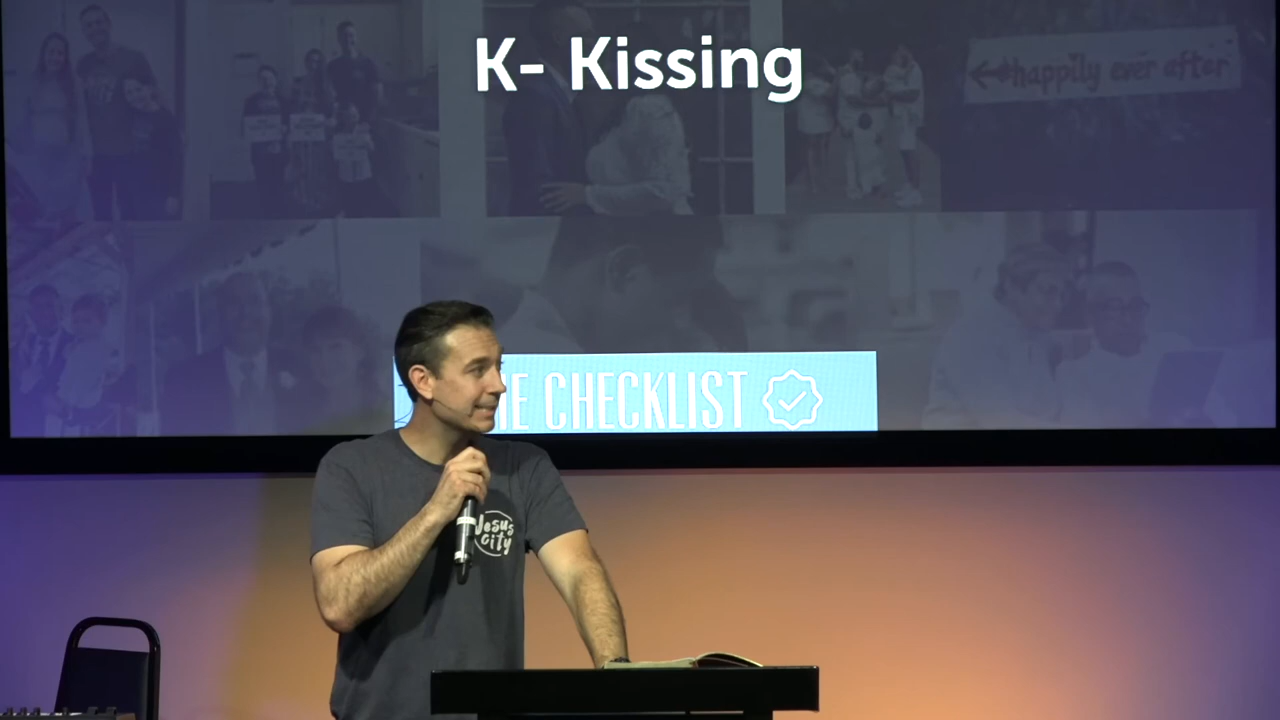 K- Kissing
happily ever after
CHECKLIST
Jesus
city